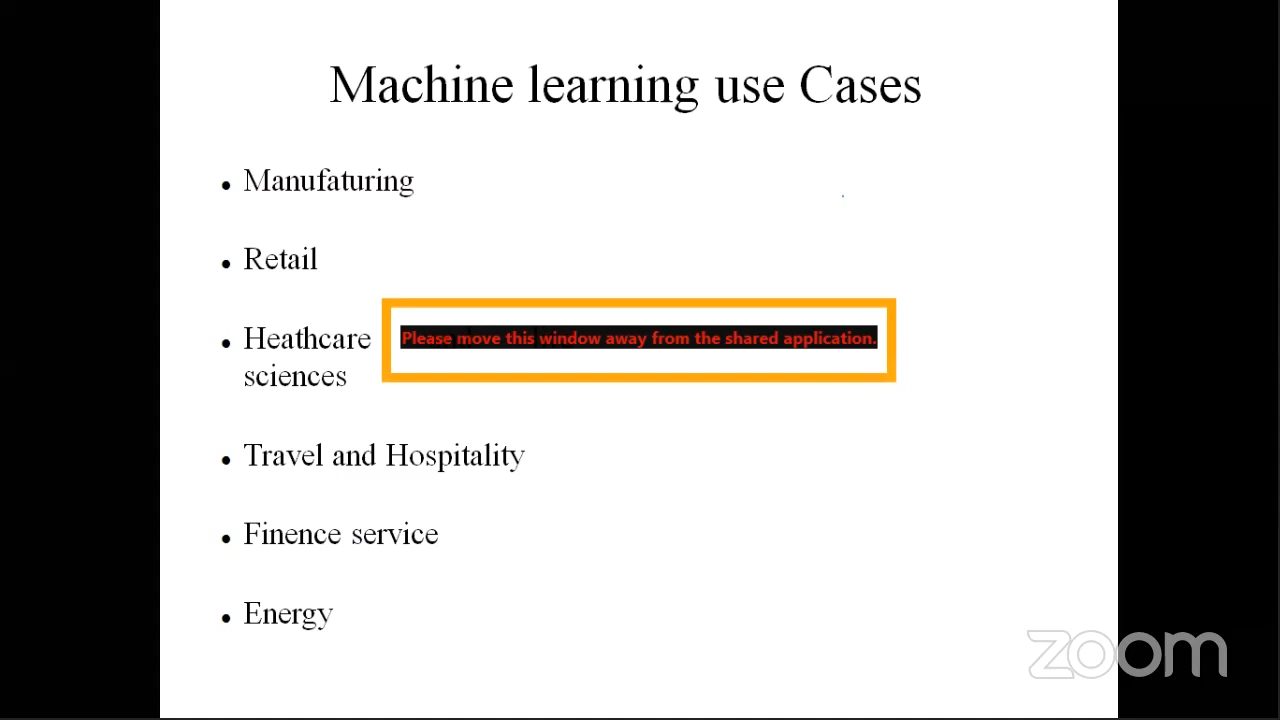 Machine learning use Cases
Manufaturing
Retail
Heathcare
Please move this window away from the shared application.
sciences
Travel and Hospitality
Finence service
Energy
zoom